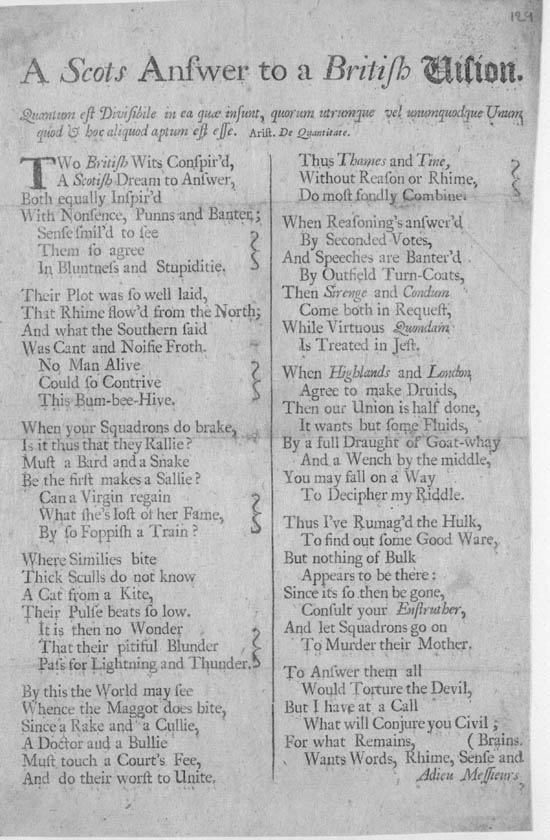 129
A Scots Anſwer to a Britiſh Viſion.
Quantum eſt Diviſibile in ea quæ inſunt, quorum utrumque vel unumquodque Unum,
quod & hoc aliquod aptum eſt eſſe. Ariſt. De Quantitate.
TWo Britiſh Wits Conſpir'd,
A Scotiſh Dream to Anſwer,
Both equally Inſpir'd
With Nonſence, Punns and Banter;
Senſe ſmil'd to ſee
Them ſo agree
In Bluntneſs and Stupiditie.
Their Plot was ſo well laid,
That Rhime flow'd from the North;
And what the Southern ſaid
Was Cant and Noiſie Froth.
No Man Alive
Could ſo Contrive
This Bum-bee-Hive.
When your Squadrons do brake,
Is it thus that they Rallie?
Muſt a Bard and a Snake
Be the firſt makes a Sallie?
Can a Virgin regain
What ſhe's loſt of her Fame,
By ſo Foppiſh a Train?
Where Similies bite
Thick Sculls do not know
A Cat from a Kite,
Their Pulſe beats ſo low.
It is then no Wonder
That their pitiful Blunder
Paſs for Lightning and Thunder.
By this the World may ſee
Whence the Maggot does bite,
Since a Rake and a Cullie,
A Doctor and a Bullie
Muſt touch a Court's Fee,
And do their worſt to Unite.
Thus Thames and Tine,
Without Reaſon or Rhime,
Do moſt fondly Combine.
When Reaſoning's anſwer'd
By Seconded Votes,
And Speeches are Banter'd
By Outfield Turn-Coats,
Then Sirenge and Condum
Come both in Requeſt,
While Virtuous Quondam
Is Treated in Jeſt.
When Highlands and London
Agree to make Druids,
Then our Union is half done,
It wants but ſome Fluids,
By a full Draught of Goat-whay
And a Wench by the middle,
You may fall on a Way
To Decipher my Riddle.
Thus I've Rumag'd the Hulk,
To find out ſome Good Ware,
But nothing of Bulk
Appears to be there:
Since its ſo then be gone,
Conſult your Enſtruther,
And let Squadrons go on
To Murder their Mother.
To Anſwer them all
Would Torture the Devil,
But I have at a Call
What will Conjure you Civil;
For what Remains, (Brains.
Wants Words, Rhime, Senſe and
Adieu Meſſieurs